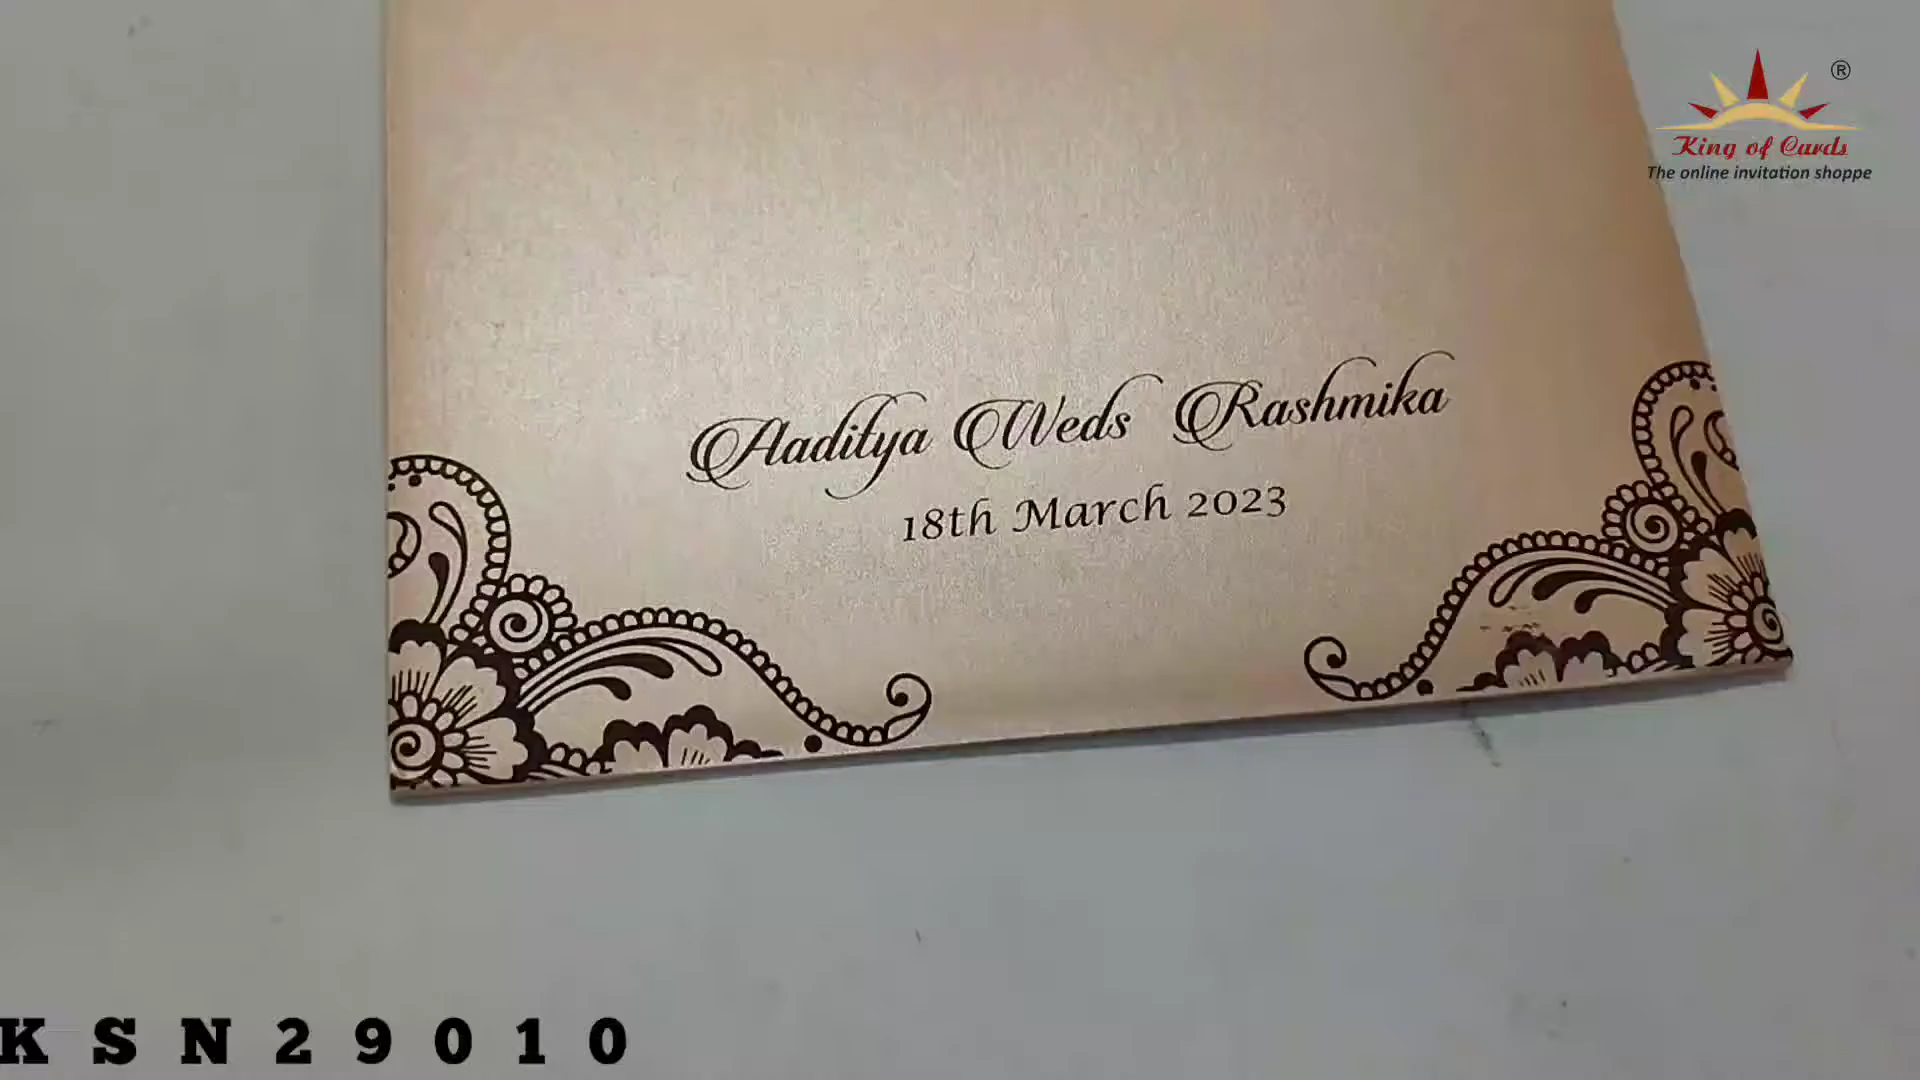 ®
King of Cards
The online invitation shoppe
Aaditya Weds Rashmika
18th March 2023
KSN29010